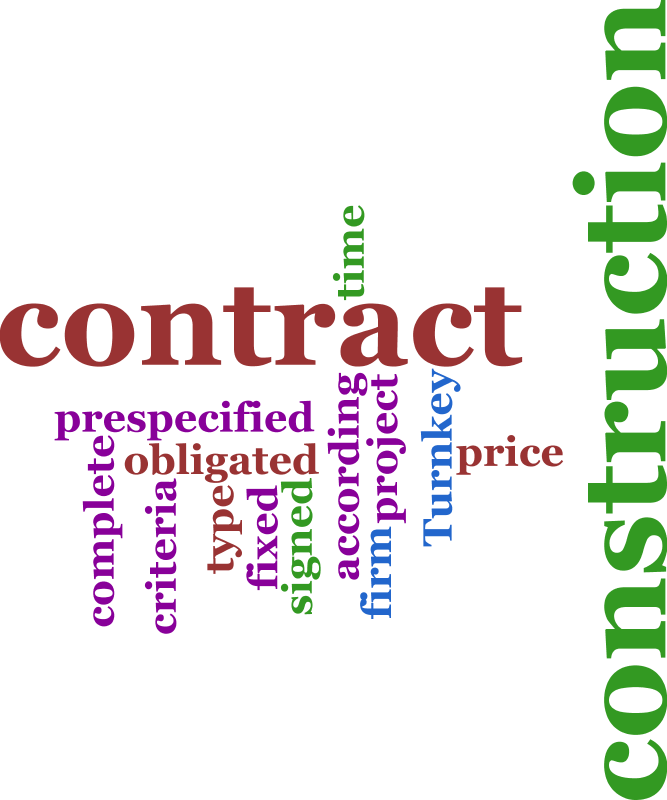 construction
time
contract
prespecified
obligated
complete
criteria
type
fixed
signed
according
project
firm
Turnkey
price